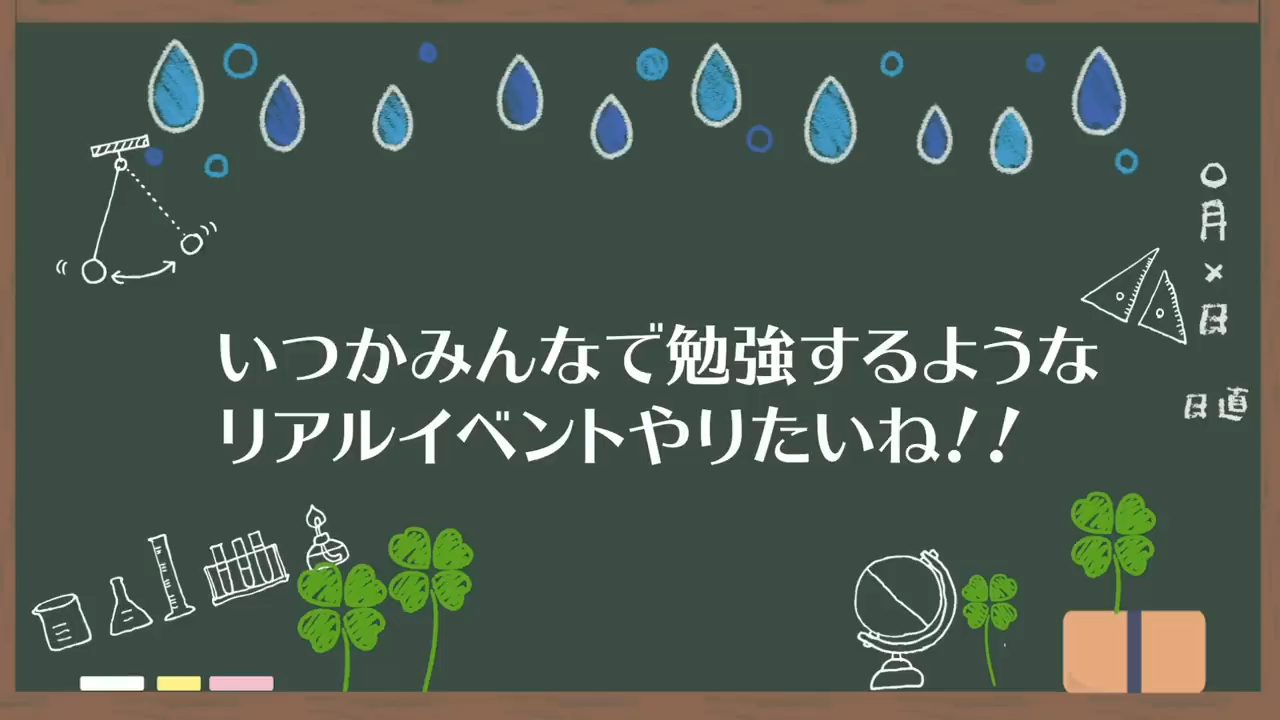 いつかみんなで勉強するような
リアルイベントやりたいね!!
〇月×日
日直